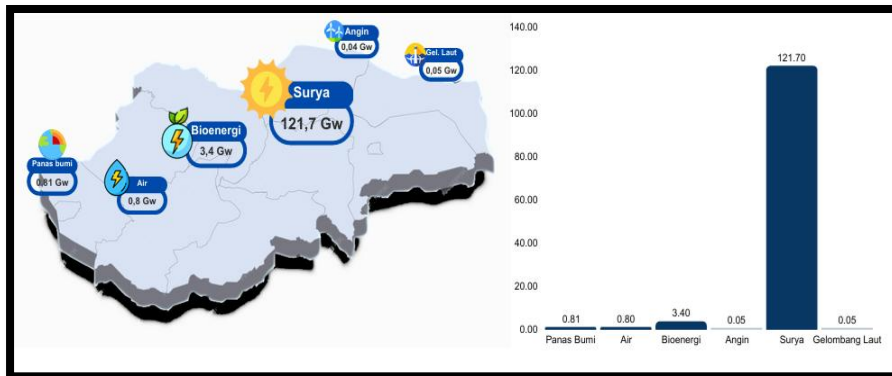 Angin
0,04 Gw
Gel. Laut
0,05 Gw
Surya
121,7 Gw
Bioenergi
3,4 Gw
Panas bumi
0,81 Gw
Air
0,8 Gw
140.00
120.00
100.00
80.00
60.00
40.00
20.00
0.00
0.81
0.80
3.40
0.05
121.70
0.05
Panas Bumi
Air
Bioenergi
Angin
Surya
Gelombang Laut